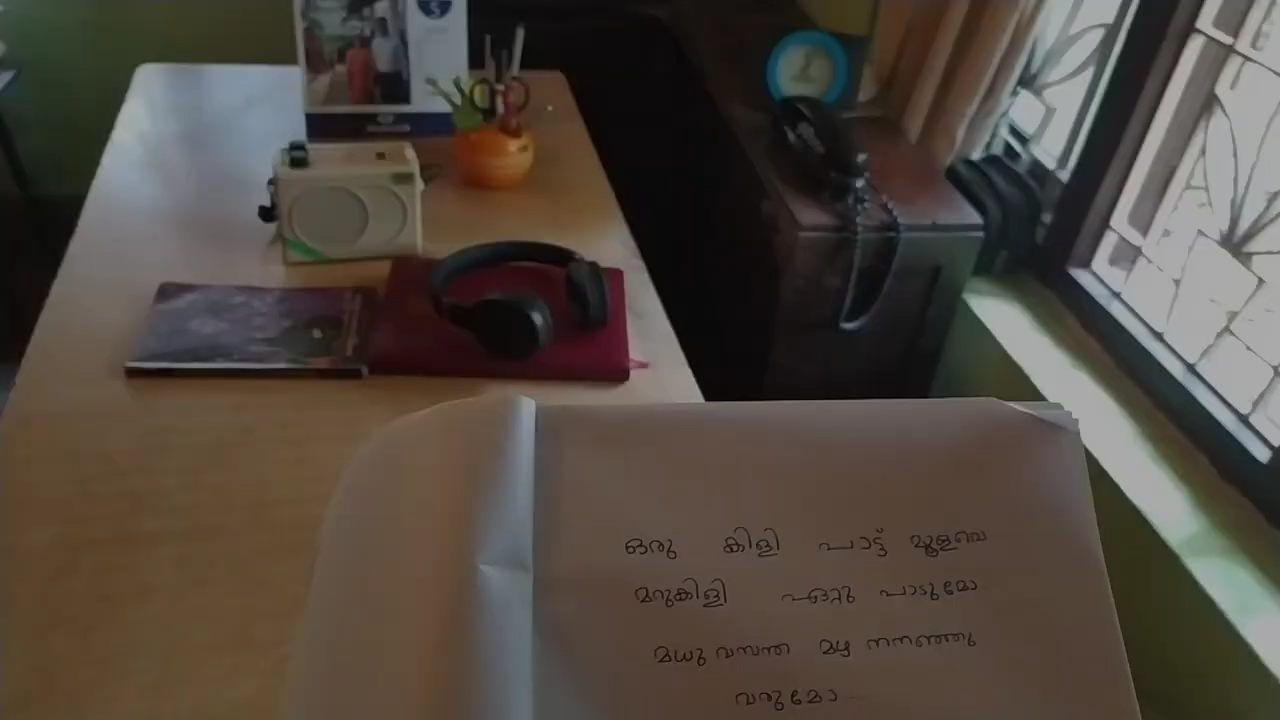 ഒരു കിളി പാട്ട് മൂളവെ
മറുകിളി ഏറ്റു പാടുമോ
മധു വസന്ത മഴ നനഞ്ഞു
വരുമോ